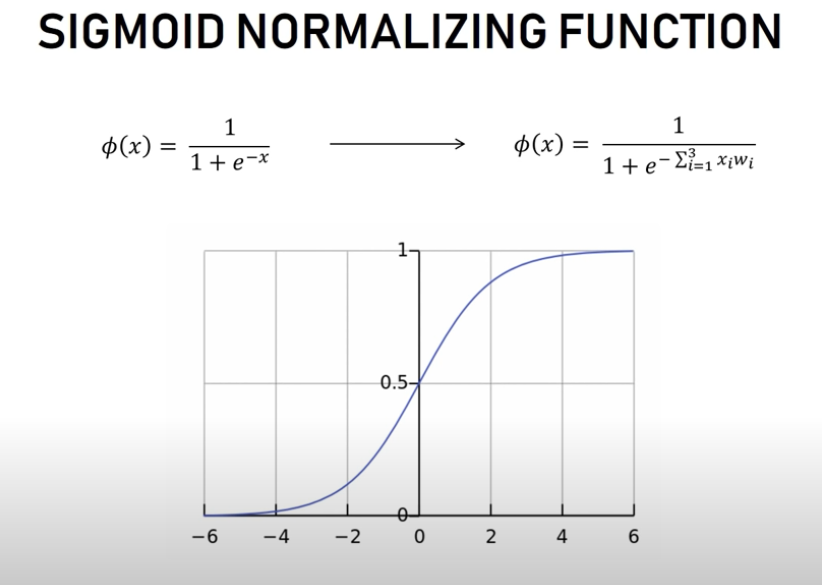 SIGMOID NORMALIZING FUNCTION
ϕ(x) = 1 / (1 + e^{−x}) ⟶ ϕ(x) = 1 / (1 + e^{− Σ_{i=1}^{3} x_i w_i})
1
0.5
0
−6 −4 −2 0 2 4 6